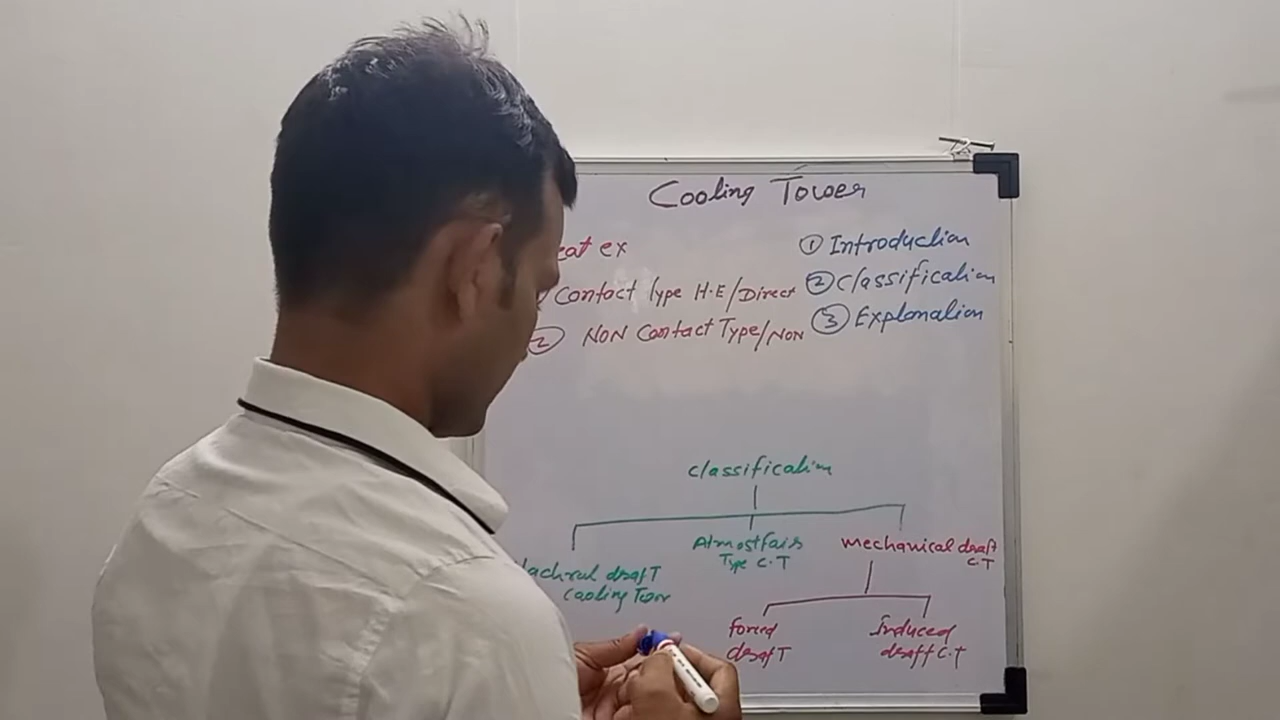 Cooling Tower
eat ex
Contact Type H.E/Direct
2 NON Contact Type/NON
1 Introduction
2 Classification
3 Explanation
classification
draft
Cooling Tower
Type C.T
mechanical draft
C.T
forced
draft
Induced
draft C.T